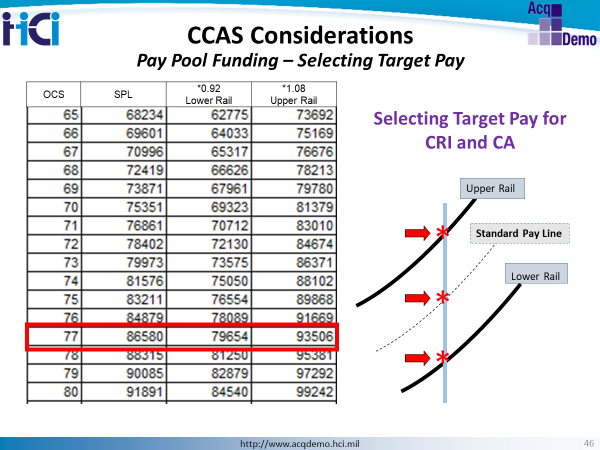 HCI
Acq
Demo
CCAS Considerations
Pay Pool Funding – Selecting Target Pay
OCS SPL *0.92 Lower Rail *1.08 Upper Rail
65 68234 62775 73692
66 69601 64033 75169
67 70996 65317 76676
68 72419 66626 78213
69 73871 67961 79780
70 75351 69323 81379
71 76861 70712 83010
72 78402 72130 84674
73 79973 73575 86371
74 81576 75050 88102
75 83211 76554 89868
76 84879 78089 91669
77 86580 79654 93506
78 88315 81250 95381
79 90085 82879 97292
80 91891 84540 99242
Selecting Target Pay for
CRI and CA
Upper Rail
Standard Pay Line
Lower Rail
*
*
*
http://www.acqdemo.hci.mil
46